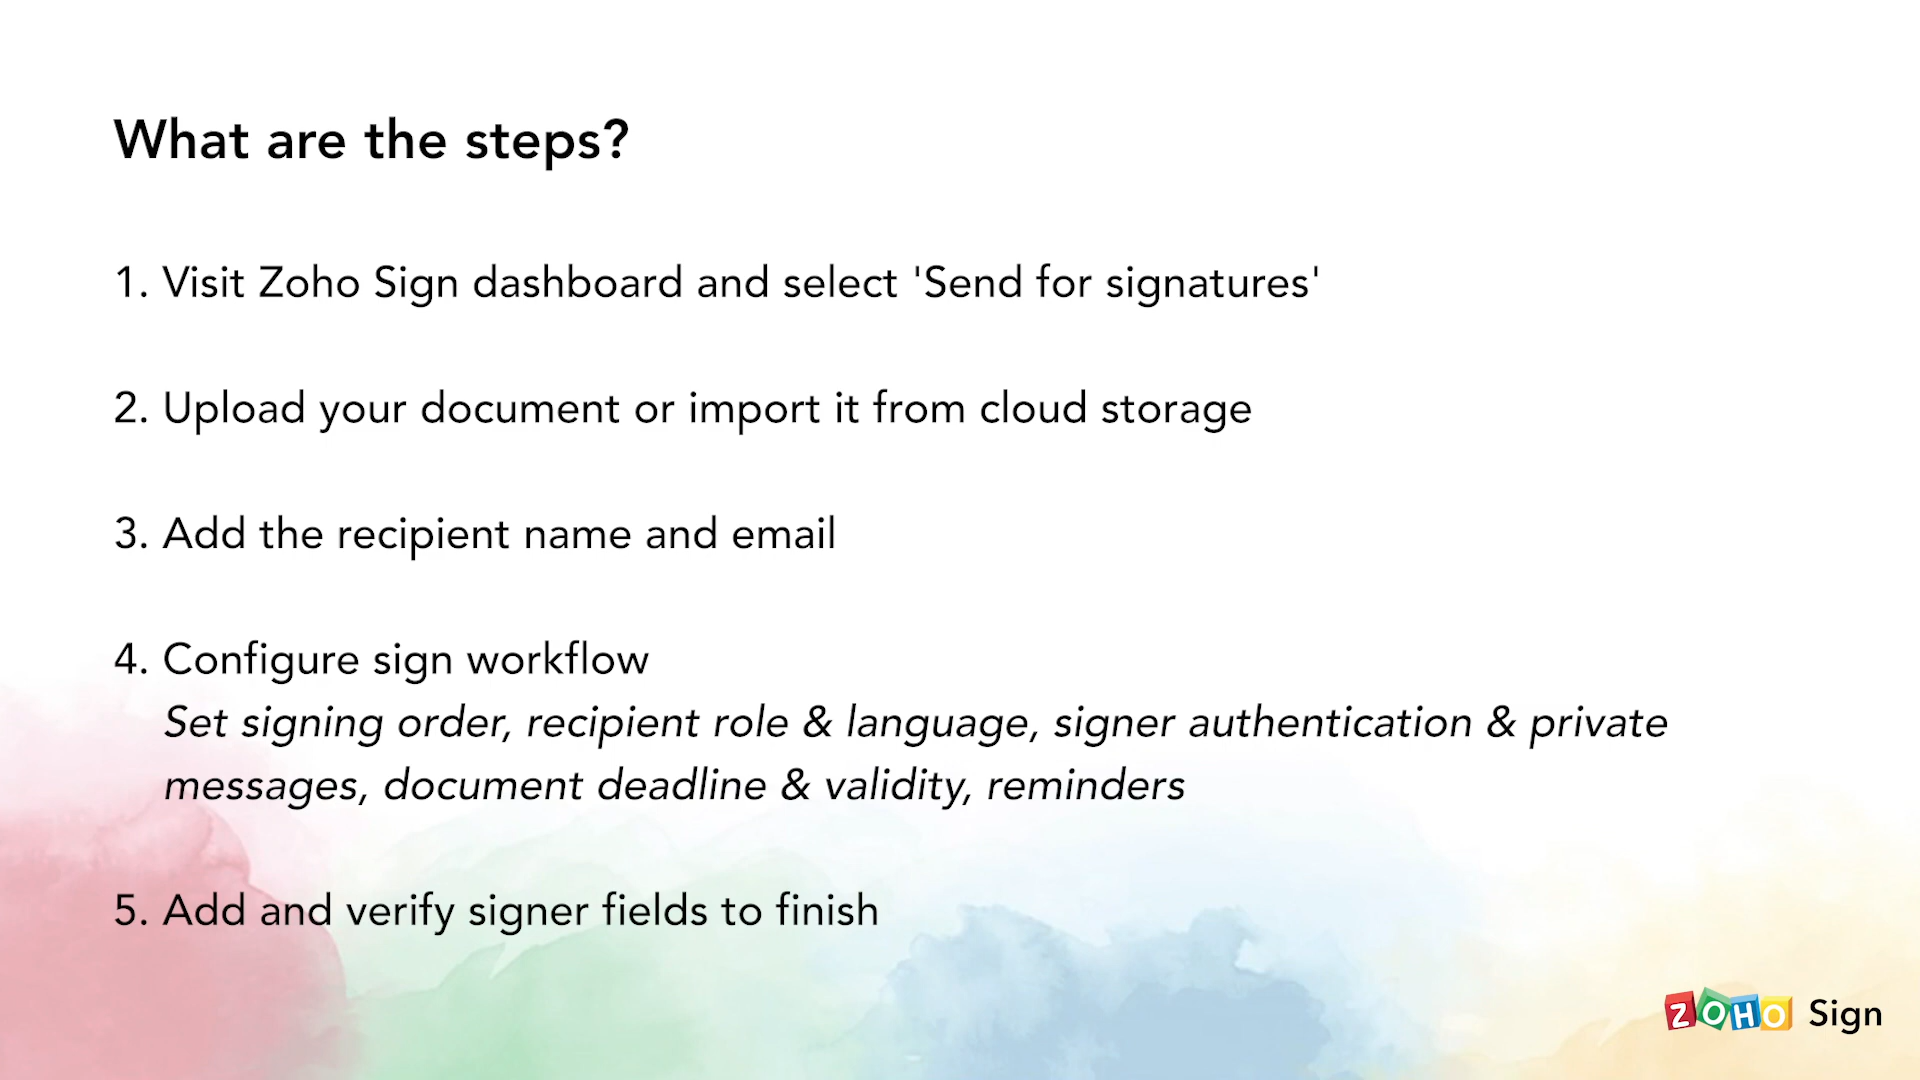 What are the steps?
1. Visit Zoho Sign dashboard and select 'Send for signatures'
2. Upload your document or import it from cloud storage
3. Add the recipient name and email
4. Configure sign workflow
Set signing order, recipient role & language, signer authentication & private
messages, document deadline & validity, reminders
5. Add and verify signer fields to finish
ZOHO Sign